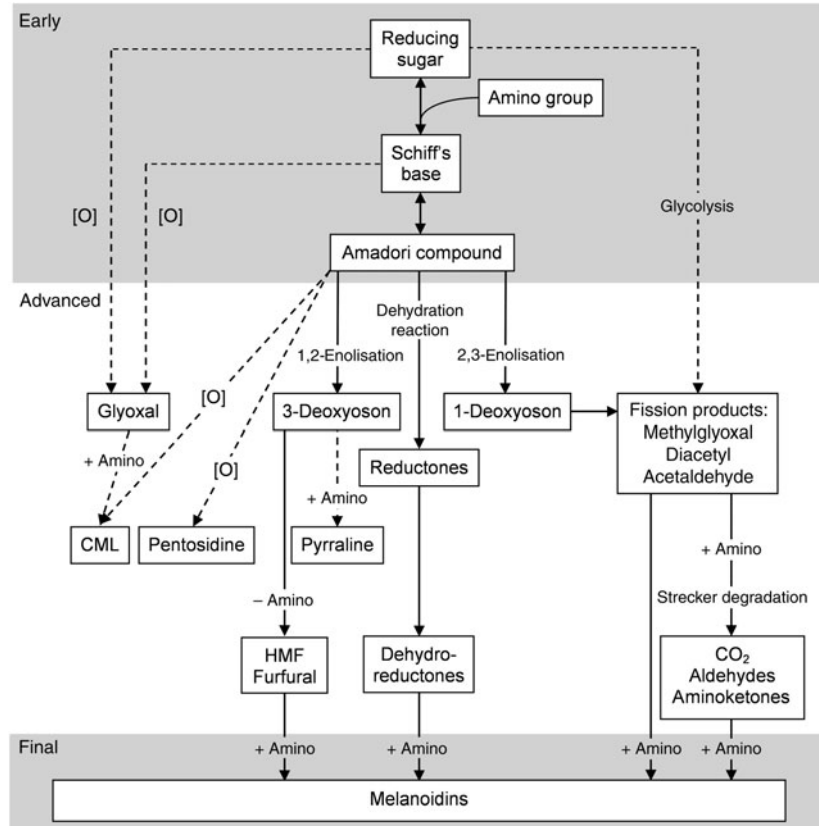 Early
Reducing
sugar
Amino group
Schiff's
base
[O]
[O]
Glycolysis
Amadori compound
Advanced
Dehydration
reaction
1,2-Enolisation
2,3-Enolisation
Glyoxal
[O]
3-Deoxyoson
1-Deoxyoson
Fission products:
Methylglyoxal
Diacetyl
Acetaldehyde
+ Amino
[O]
Reductones
+ Amino
CML
Pentosidine
Pyrraline
+ Amino
– Amino
Strecker degradation
HMF
Furfural
Dehydro-
reductones
CO₂
Aldehydes
Aminoketones
Final
+ Amino
+ Amino
+ Amino
+ Amino
Melanoidins